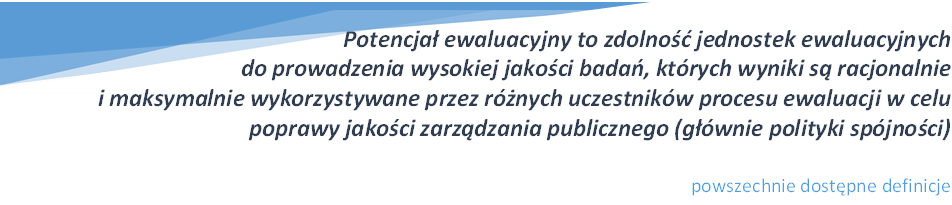 Potencjał ewaluacyjny to zdolność jednostek ewaluacyjnych
do prowadzenia wysokiej jakości badań, których wyniki są racjonalnie
i maksymalnie wykorzystywane przez różnych uczestników procesu ewaluacji w celu
poprawy jakości zarządzania publicznego (głównie polityki spójności)
powszechnie dostępne definicje